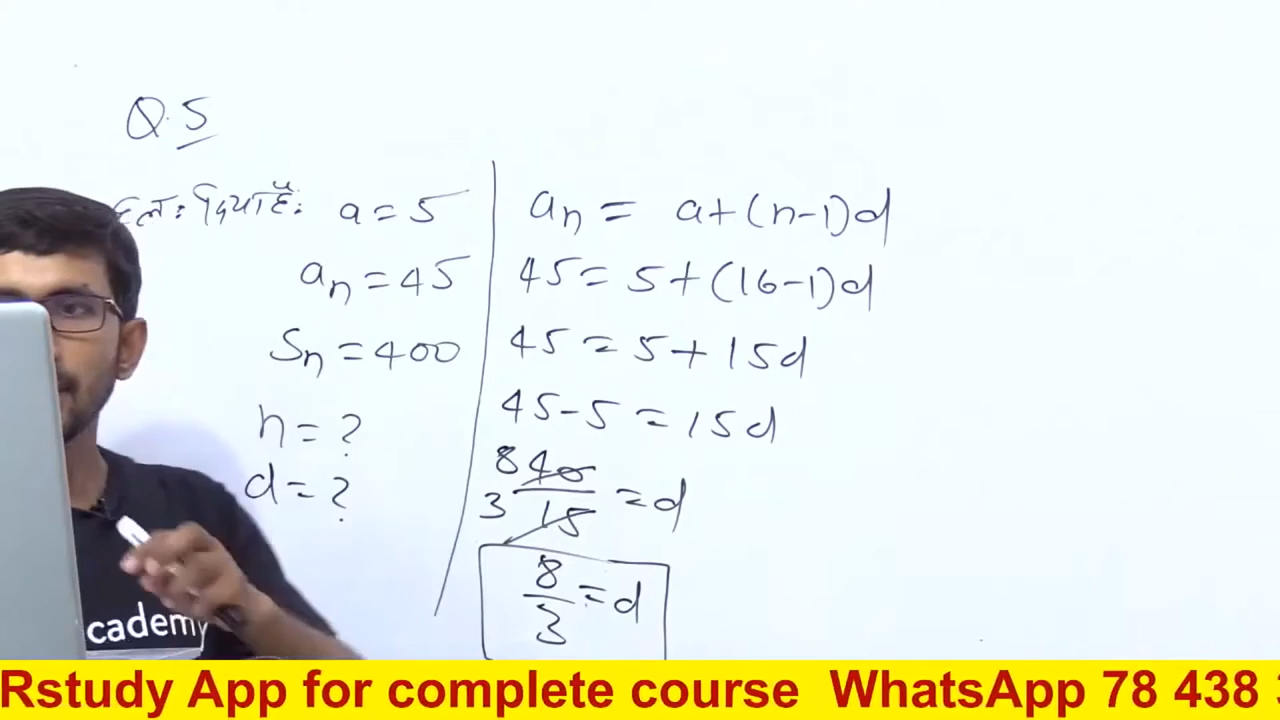 Q.5
हल: दिया है: a = 5
an = 45
Sn = 400
n = ?
d = ?
an = a+(n-1)d
45 = 5+(16-1)d
45 = 5+15d
45-5 = 15d
8 40
3 15 = d
8
3 = d
cademy
Rstudy App for complete course WhatsApp 78 438